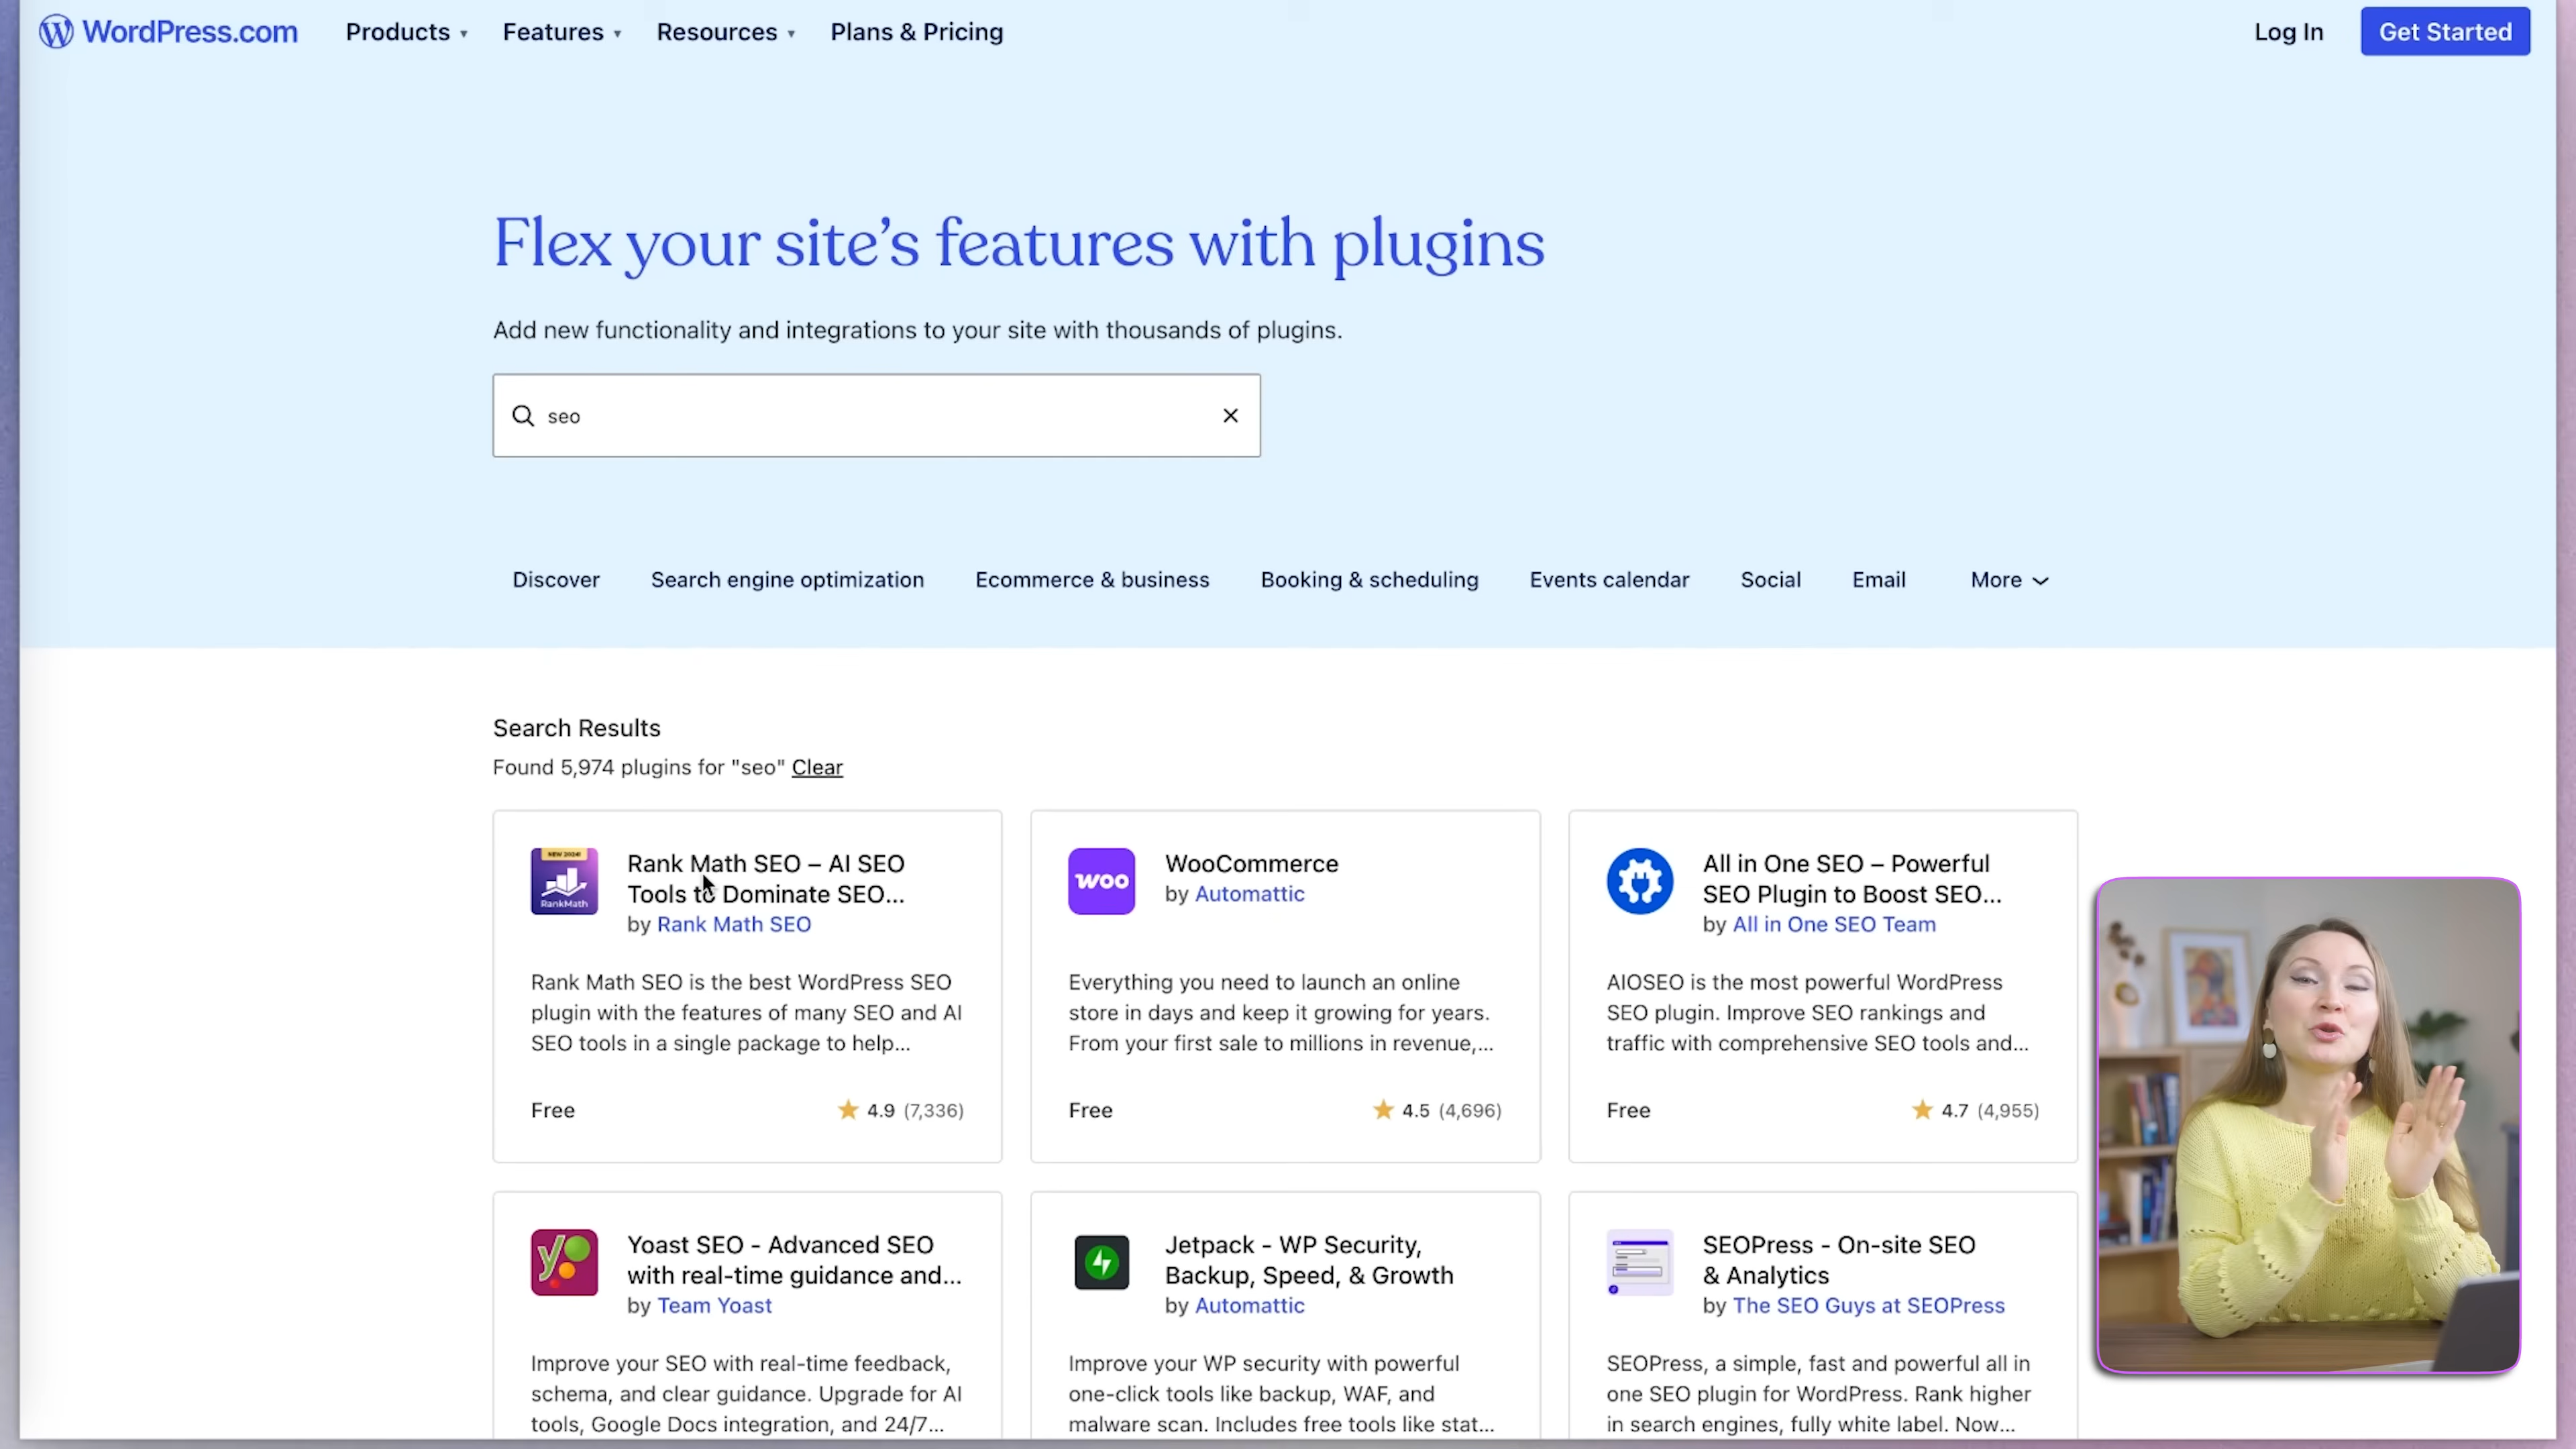 WordPress.com
Products
Features
Resources
Plans & Pricing
Log In
Get Started
Flex your site’s features with plugins
Add new functionality and integrations to your site with thousands of plugins.
seo
Discover
Search engine optimization
Ecommerce & business
Booking & scheduling
Events calendar
Social
Email
More
Search Results
Found 5,974 plugins for "seo" Clear
NEW 2024!
RankMath
Rank Math SEO – AI SEO
Tools to Dominate SEO...
by Rank Math SEO
Rank Math SEO is the best WordPress SEO
plugin with the features of many SEO and AI
SEO tools in a single package to help...
Free
4.9 (7,336)
woo
WooCommerce
by Automattic
Everything you need to launch an online
store in days and keep it growing for years.
From your first sale to millions in revenue,...
Free
4.5 (4,696)
All in One SEO – Powerful
SEO Plugin to Boost SEO...
by All in One SEO Team
AIOSEO is the most powerful WordPress
SEO plugin. Improve SEO rankings and
traffic with comprehensive SEO tools and...
Free
4.7 (4,955)
y
Yoast SEO - Advanced SEO
with real-time guidance and...
by Team Yoast
Improve your SEO with real-time feedback,
schema, and clear guidance. Upgrade for AI
tools, Google Docs integration, and 24/7...
Jetpack - WP Security,
Backup, Speed, & Growth
by Automattic
Improve your WP security with powerful
one-click tools like backup, WAF, and
malware scan. Includes free tools like stat...
SEOPress - On-site SEO
& Analytics
by The SEO Guys at SEOPress
SEOPress, a simple, fast and powerful all in
one SEO plugin for WordPress. Rank higher
in search engines, fully white label. Now...